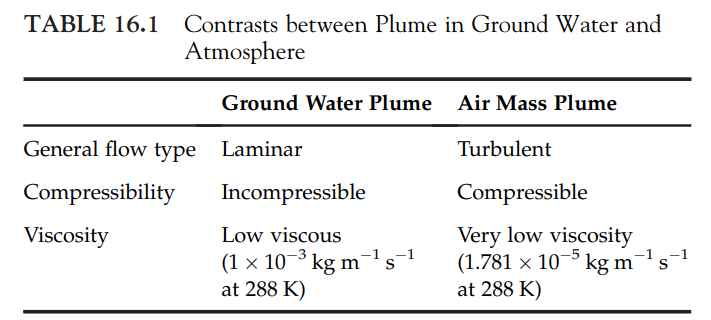 TABLE 16.1 Contrasts between Plume in Ground Water and
Atmosphere
Ground Water Plume Air Mass Plume
General flow type Laminar Turbulent
Compressibility Incompressible Compressible
Viscosity Low viscous Very low viscosity
(1 × 10⁻³ kg m⁻¹ s⁻¹ (1.781 × 10⁻⁵ kg m⁻¹ s⁻¹
at 288 K) at 288 K)